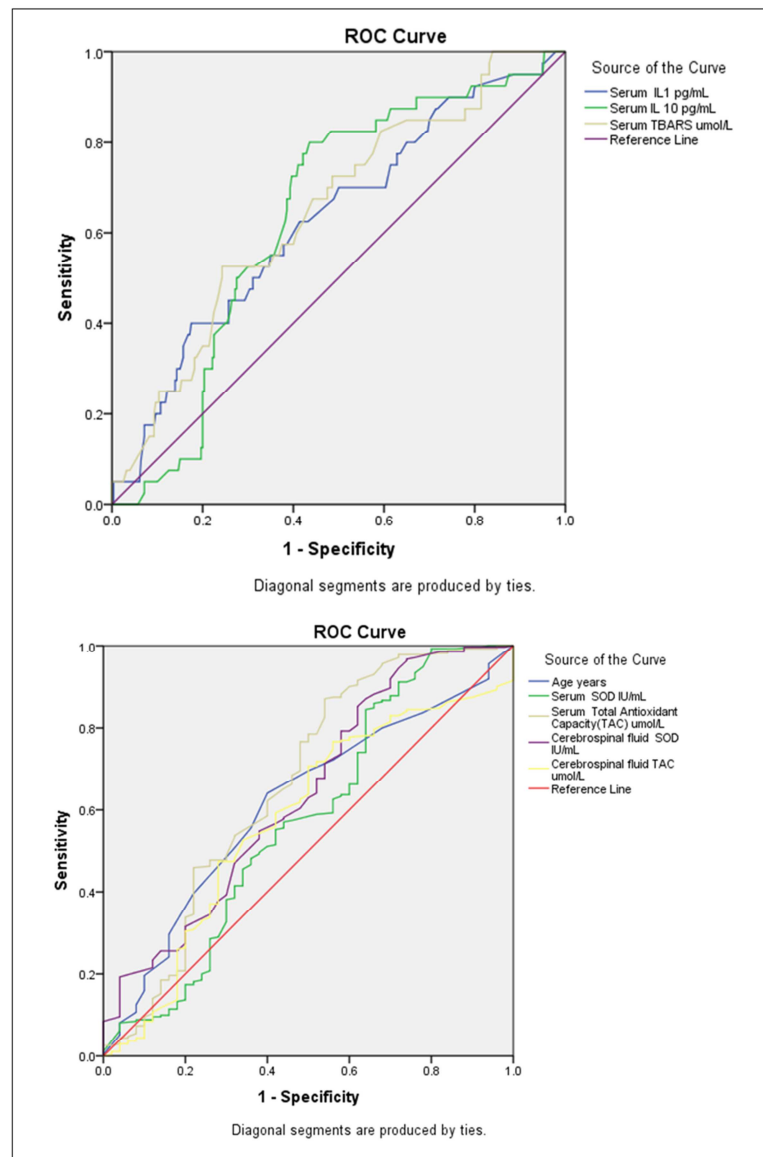 ROC Curve
Source of the Curve
Serum IL1 pg/mL
Serum IL 10 pg/mL
Serum TBARS umol/L
Reference Line
1.0
0.8
0.6
0.4
0.2
0.0
Sensitivity
0.0 0.2 0.4 0.6 0.8 1.0
1 - Specificity
Diagonal segments are produced by ties.
ROC Curve
Source of the Curve
Age years
Serum SOD IU/mL
Serum Total Antioxidant
Capacity(TAC) umol/L
Cerebrospinal fluid SOD
IU/mL
Cerebrospinal fluid TAC
umol/L
Reference Line
1.0
0.8
0.6
0.4
0.2
0.0
Sensitivity
0.0 0.2 0.4 0.6 0.8 1.0
1 - Specificity
Diagonal segments are produced by ties.